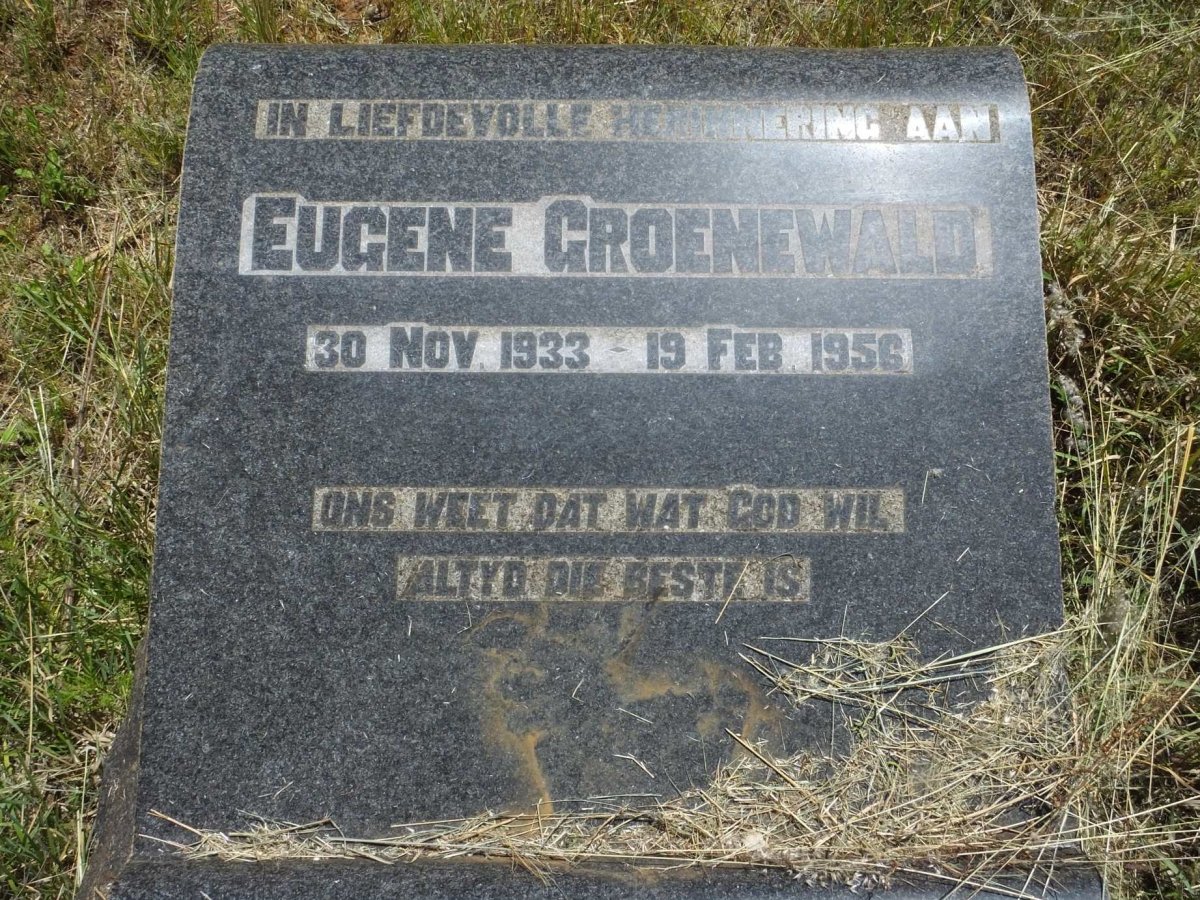 IN LIEFDEVOLLE HERINNERING AAN
EUGENE GROENEWALD
30 NOV. 1933 - 19 FEB. 1956
ONS WEET DAT WAT GOD WIL
ALTYD DIE BESTE IS